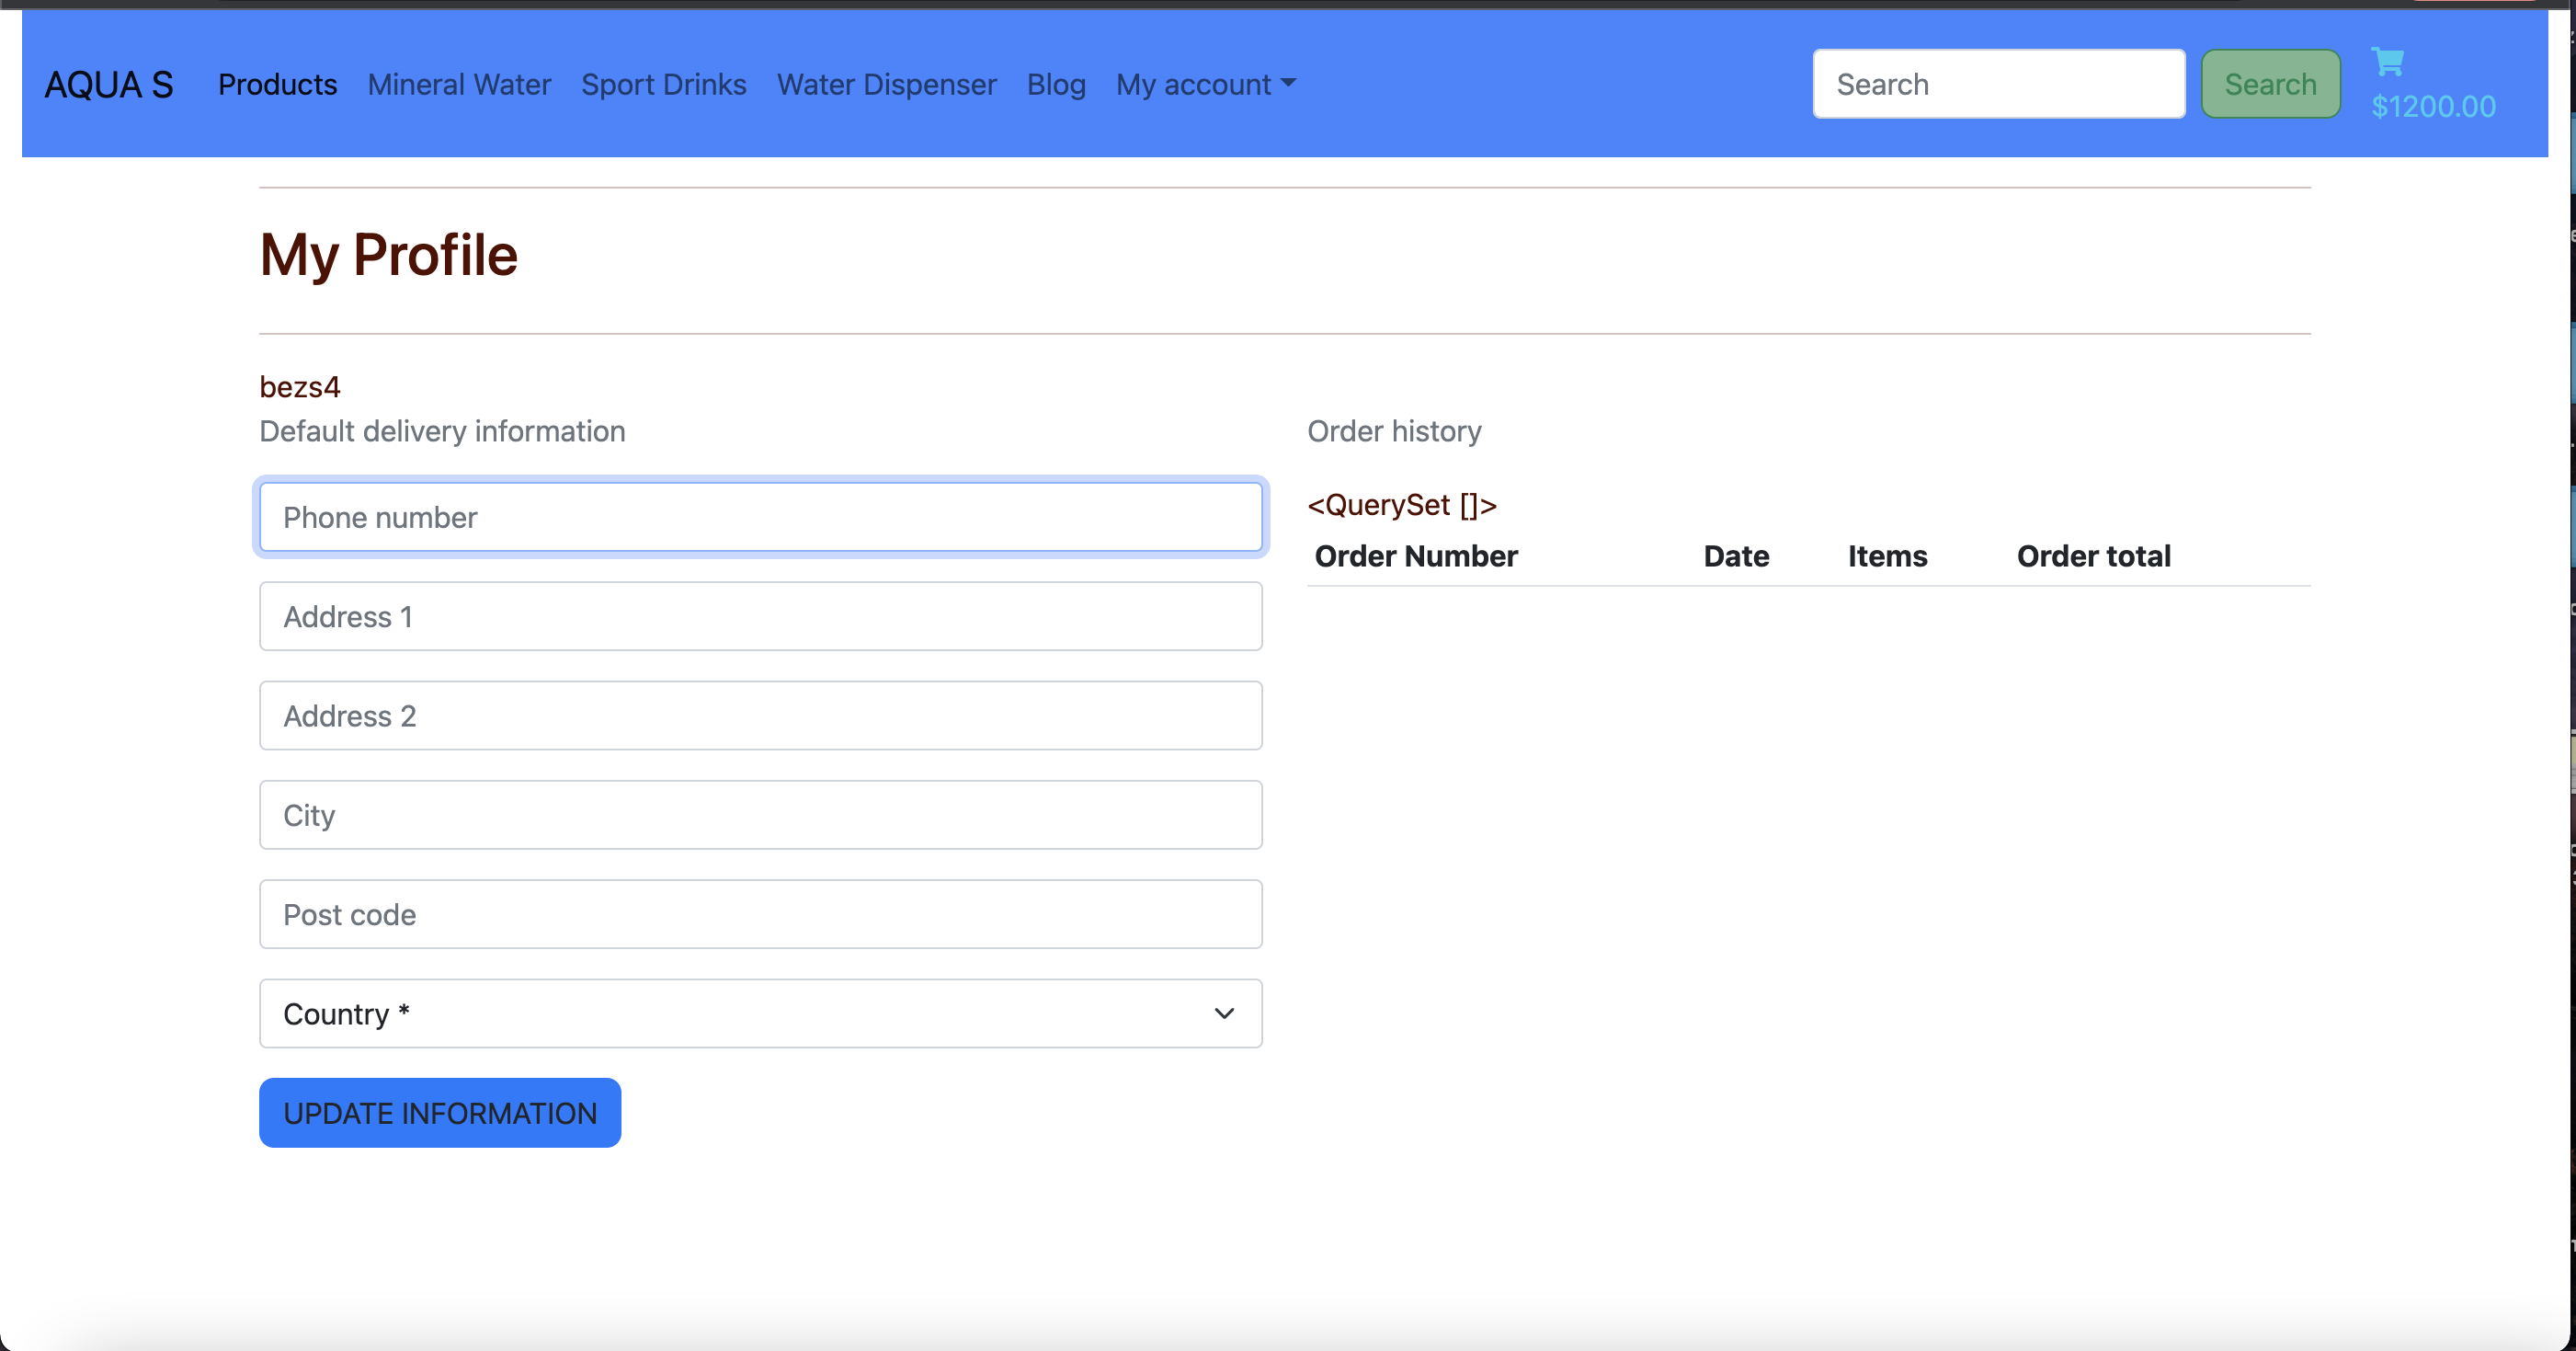 AQUA S Products Mineral Water Sport Drinks Water Dispenser Blog My account Search Search
$1200.00
My Profile
bezs4
Default delivery information
Phone number
Address 1
Address 2
City
Post code
Country *
UPDATE INFORMATION
Order history
<QuerySet []>
Order Number Date Items Order total